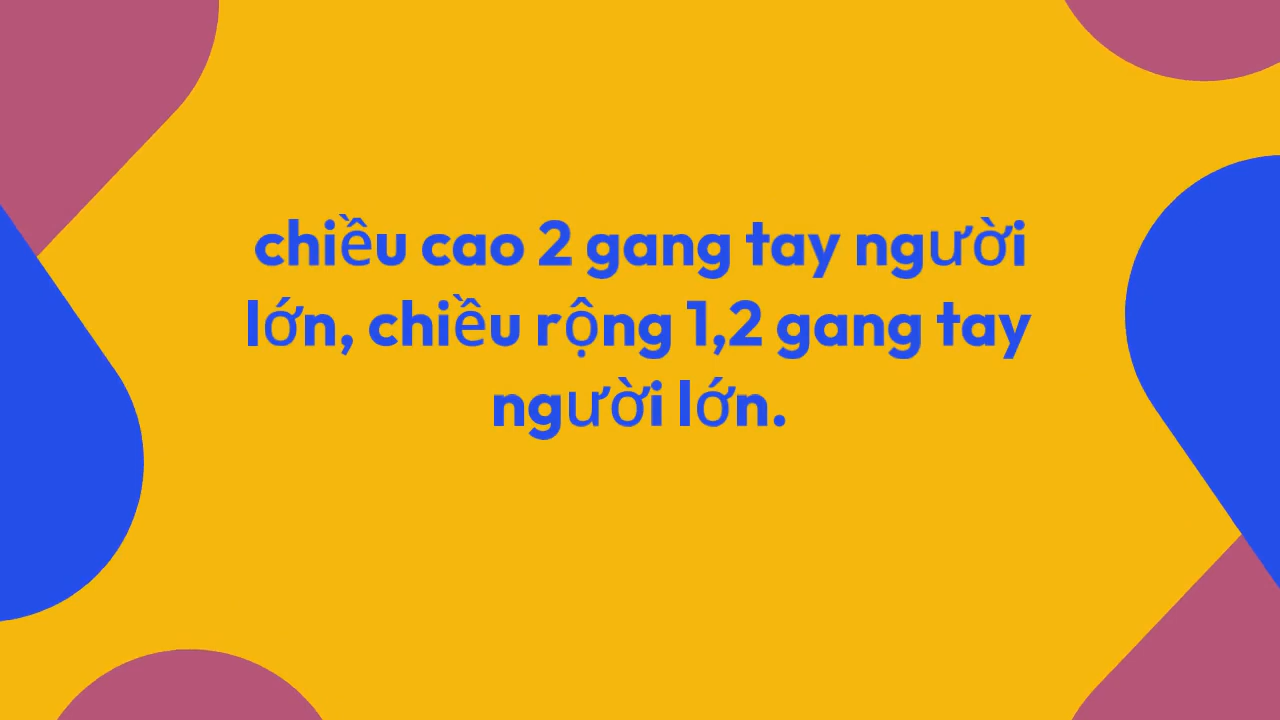 chiều cao 2 gang tay người
lớn, chiều rộng 1,2 gang tay
người lớn.